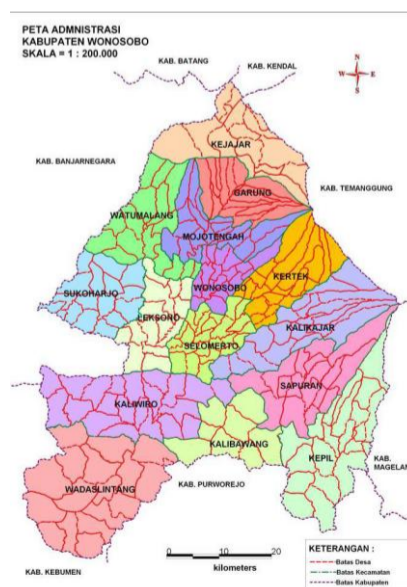 PETA ADMNISTRASI
KABUPATEN WONOSOBO
SKALA = 1 : 200.000
KAB. BATANG
KAB. KENDAL
N
W E
S
KEJAJAR
KAB. BANJARNEGARA
GARUNG
KAB. TEMANGGUNG
WATUMALANG
MOJOTENGAH
WONOSOBO
KERTEK
SUKOHARJO
LEKSONO
KALIKAJAR
SELOMERTO
SAPURAN
KALIWIRO
KALIBAWANG
KEPIL
KAB.
MAGELAN
WADASLINTANG
KAB. PURWOREJO
KAB. KEBUMEN
0 10 20
kilometers
KETERANGAN :
Batas Desa
Batas Kecamatan
Batas Kabupaten